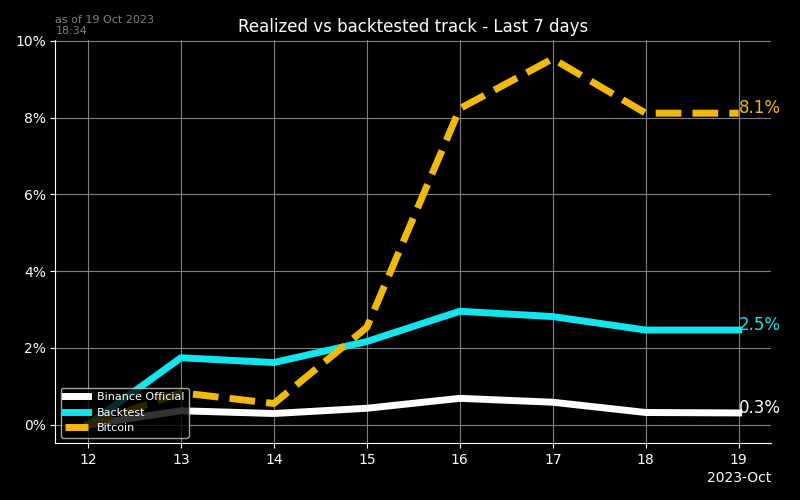 as of 19 Oct 2023
18:34
Realized vs backtested track - Last 7 days
10%
8%
6%
4%
2%
0%
8.1%
2.5%
0.3%
Binance Official
Backtest
Bitcoin
12 13 14 15 16 17 18 19
2023-Oct